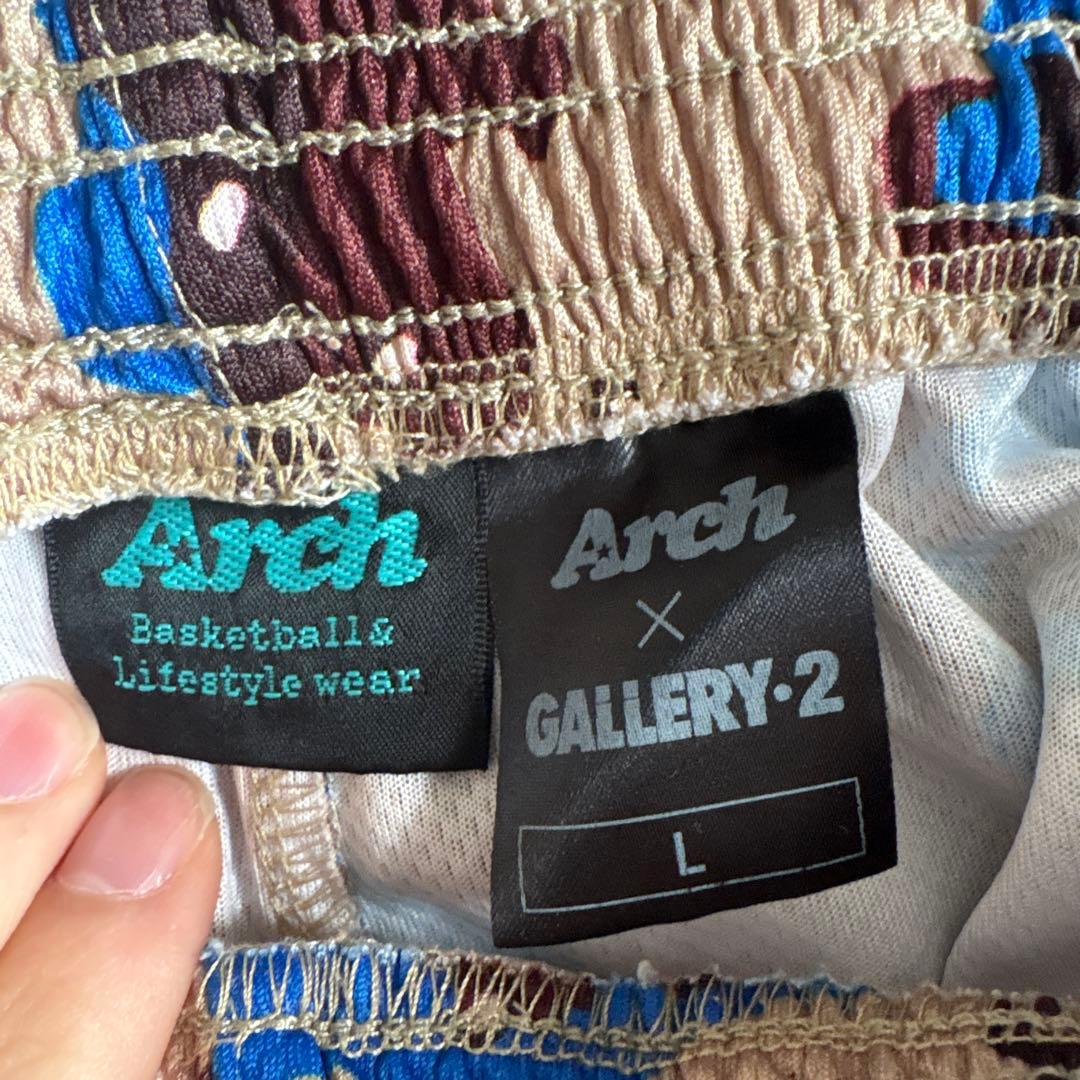 Arch
Basketball&
Lifestyle wear
Arch
×
GALLERY・2
L